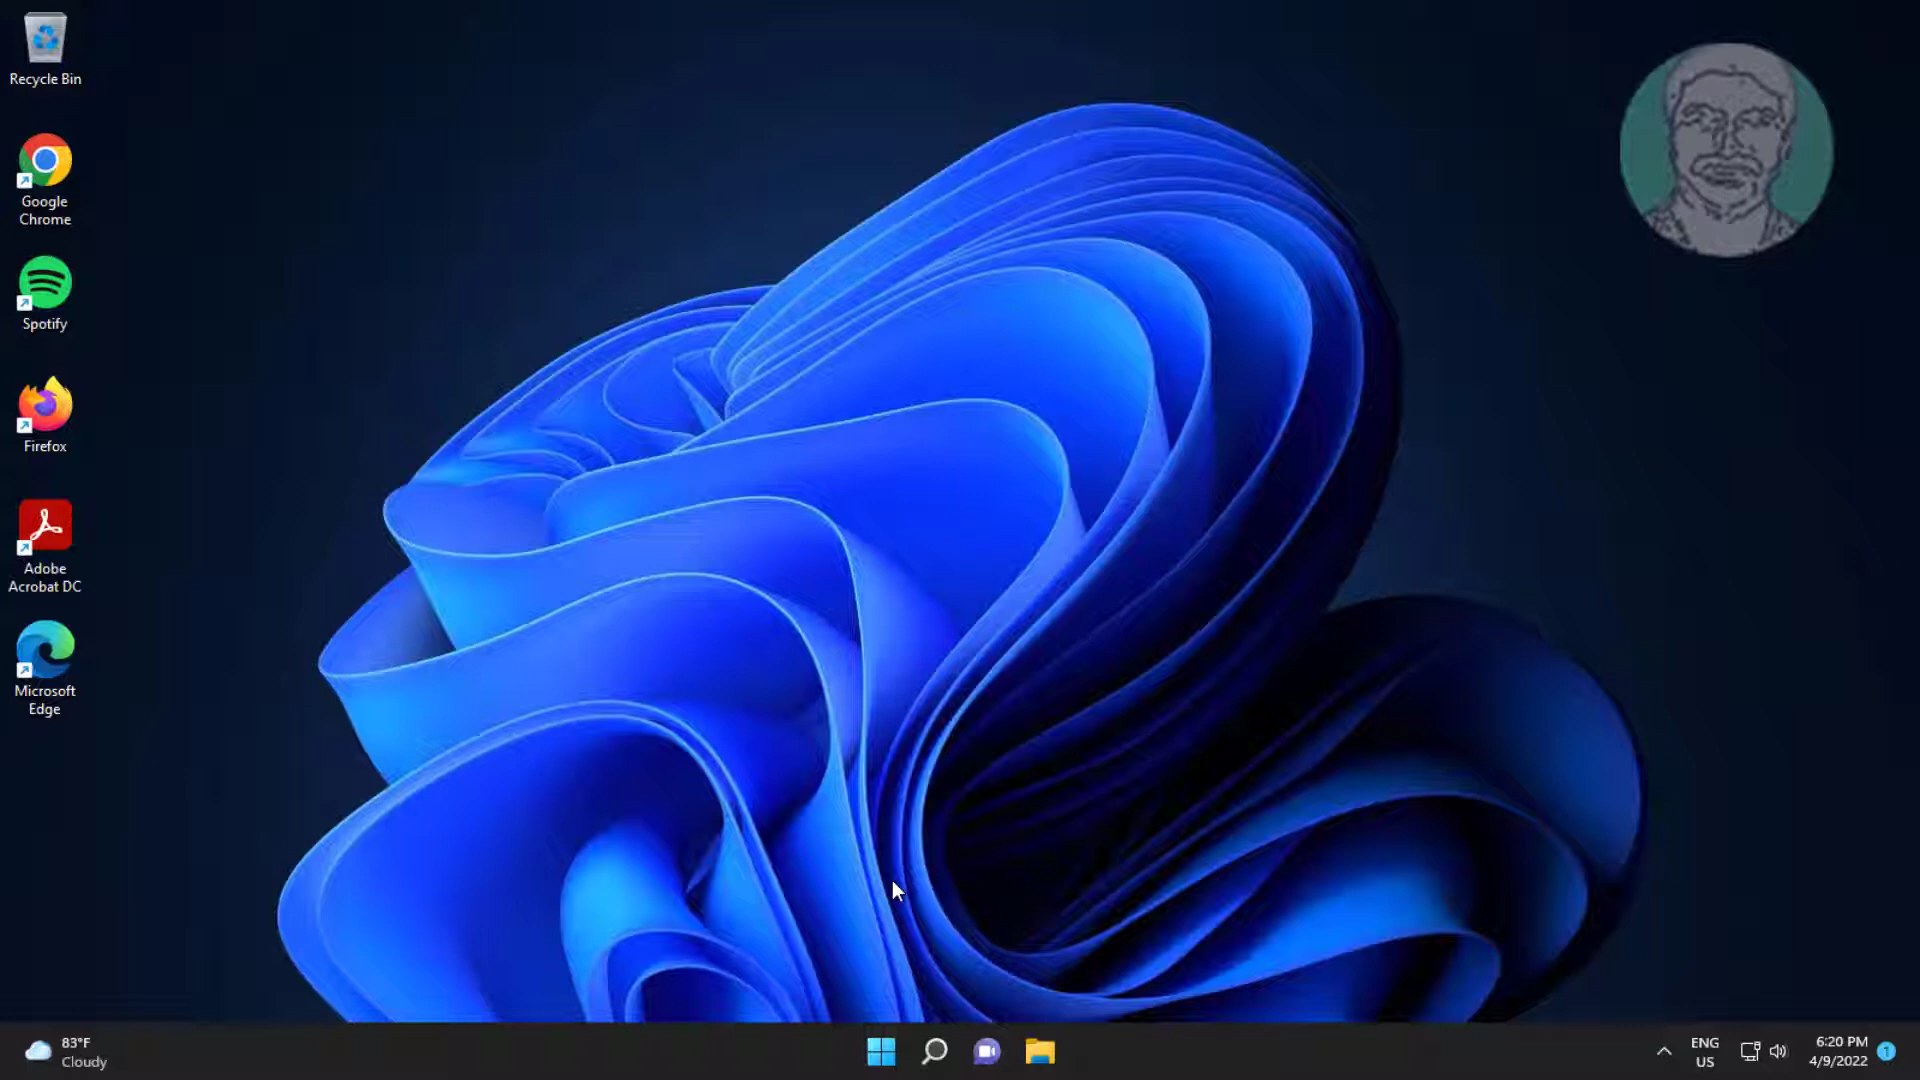 Recycle Bin
Google
Chrome
Spotify
Firefox
Adobe
Acrobat DC
Microsoft
Edge
83°F
Cloudy
ENG
US
6:20 PM
4/9/2022
1